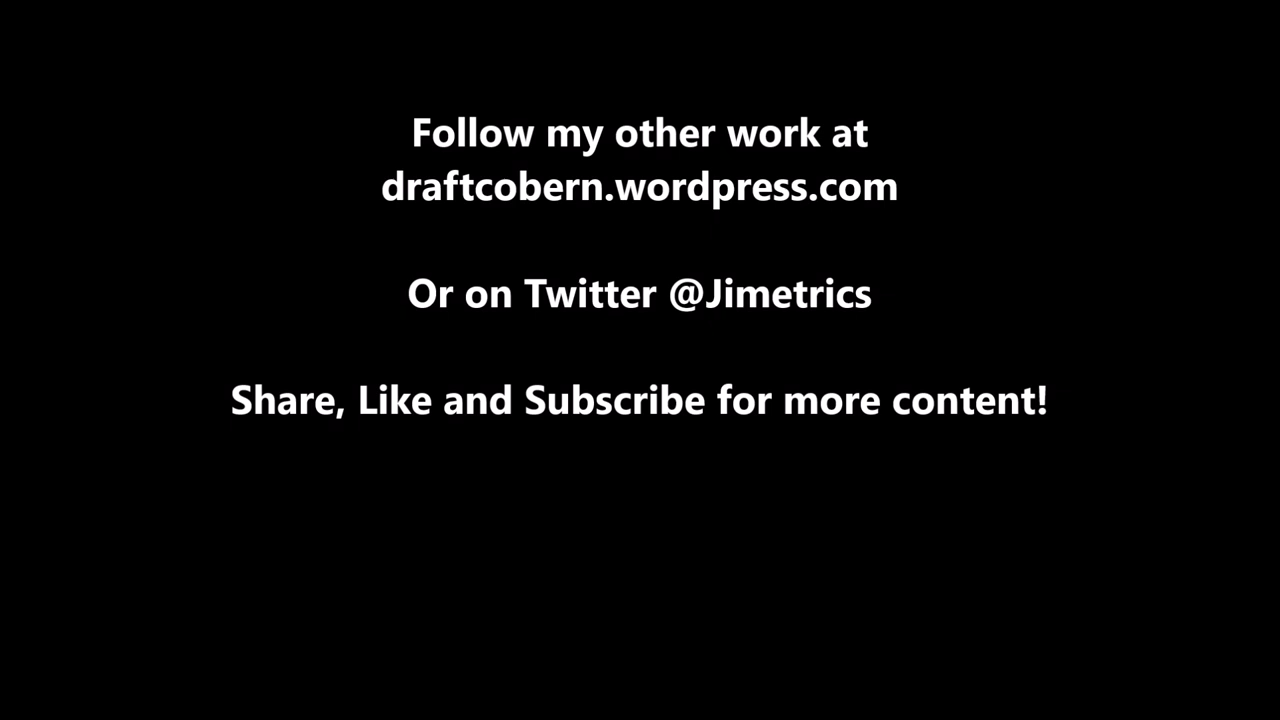 Follow my other work at
draftcobern.wordpress.com
Or on Twitter @Jimetrics
Share, Like and Subscribe for more content!